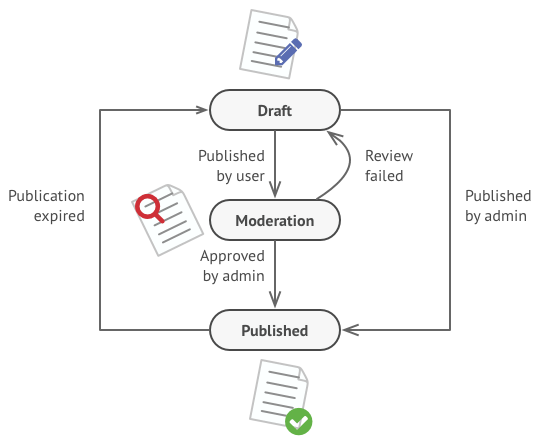 Draft
Published
by user
Review
failed
Publication
expired
Published
by admin
Moderation
Approved
by admin
Published